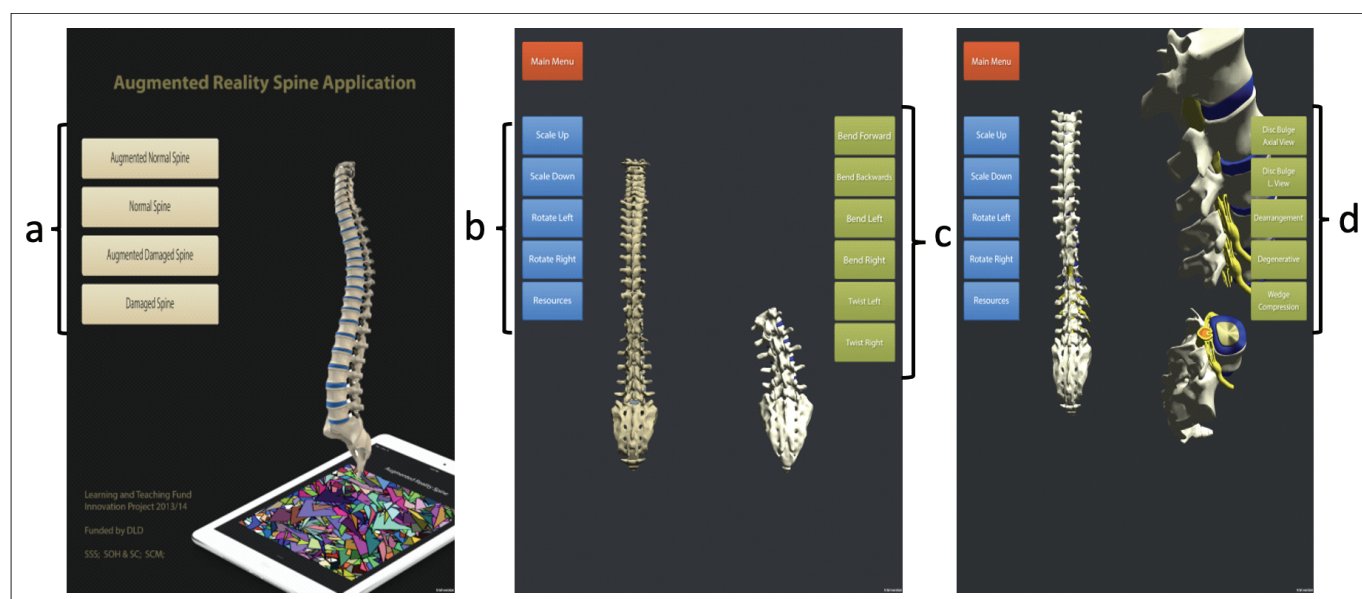 a
Augmented Reality Spine Application
Augmented Normal Spine
Normal Spine
Augmented Damaged Spine
Damaged Spine
Augmented Reality Spine
Learning and Teaching Fund
Innovation Project 2013/14
Funded by DLD
SSS; SOH & SC; SCM;
b
Main Menu
Scale Up
Scale Down
Rotate Left
Rotate Right
Resources
Bend Forward
Bend Backwards
Bend Left
Bend Right
Twist Left
Twist Right
c
Main Menu
Scale Up
Scale Down
Rotate Left
Rotate Right
Resources
Disc Bulge
Axial View
Disc Bulge
L. View
Dearrangement
Degenerative
Wedge
Compression
d